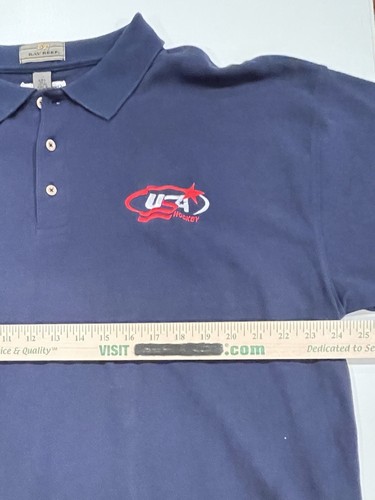 USA
HOCKEY
11 12 13 14 15 16 17 18 19 20 21 22 23 24 25
ice & Quality™ VISIT .com Dedicated to Se